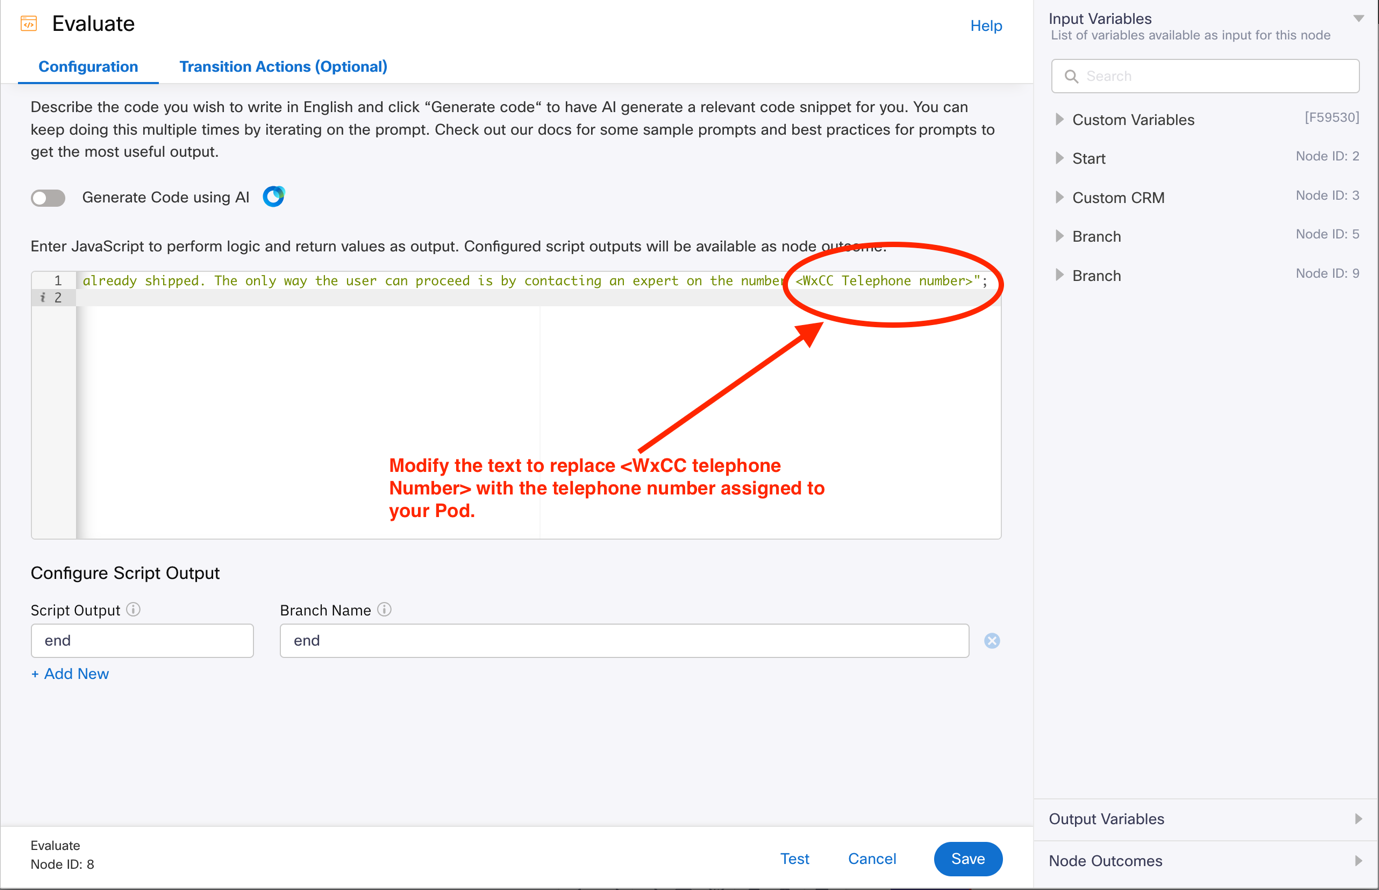 Evaluate
Help
Configuration
Transition Actions (Optional)
Describe the code you wish to write in English and click “Generate code“ to have AI generate a relevant code snippet for you. You can
keep doing this multiple times by iterating on the prompt. Check out our docs for some sample prompts and best practices for prompts to
get the most useful output.
Generate Code using AI
Enter JavaScript to perform logic and return values as output. Configured script outputs will be available as node outcome.
1 already shipped. The only way the user can proceed is by contacting an expert on the number <WxCC Telephone number>";
i 2
Modify the text to replace <WxCC telephone
Number> with the telephone number assigned to
your Pod.
Configure Script Output
Script Output
Branch Name
end
end
+ Add New
Evaluate
Node ID: 8
Test
Cancel
Save
Input Variables
List of variables available as input for this node
Search
Custom Variables [F59530]
Start Node ID: 2
Custom CRM Node ID: 3
Branch Node ID: 5
Branch Node ID: 9
Output Variables
Node Outcomes